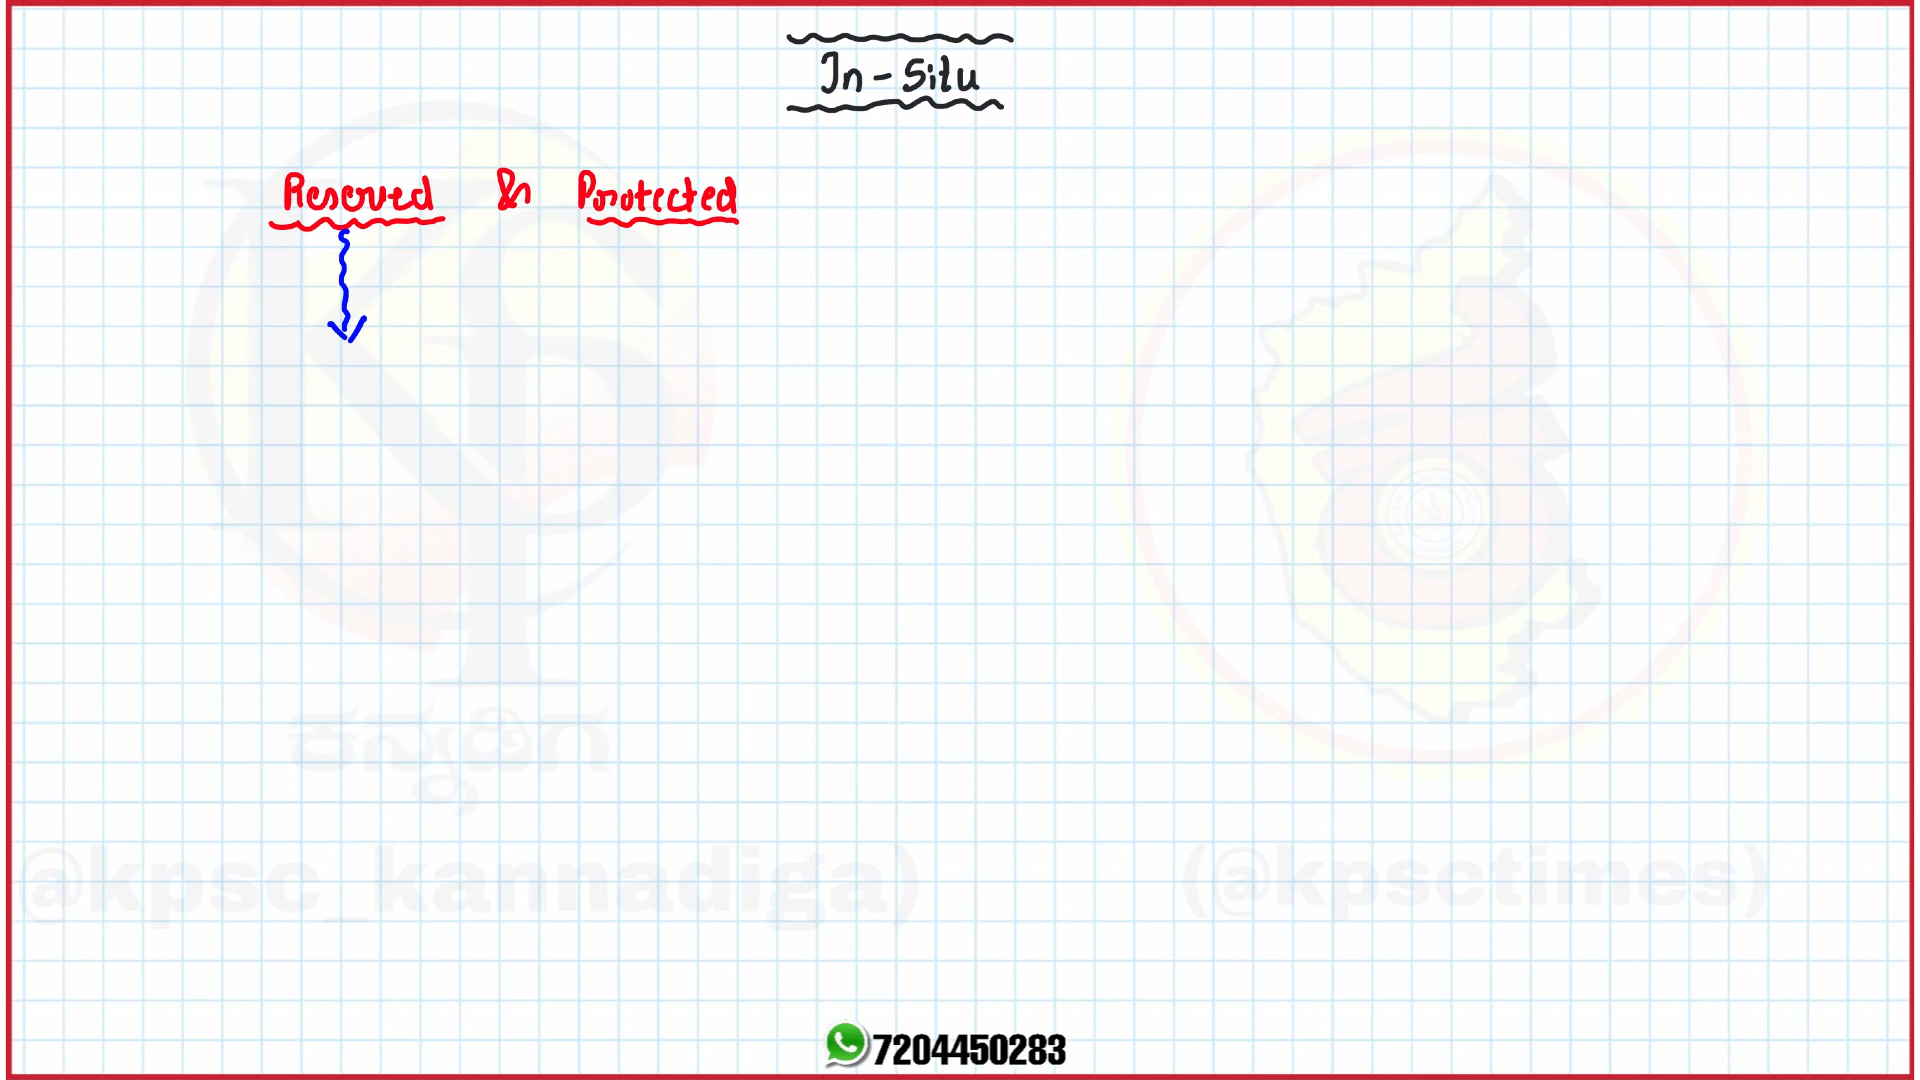 In-Situ
Reserved & Protected
ಕನ್ನಡಿಗ
@kpsc_kannadiga)
(@kpsctimes)
7204450283